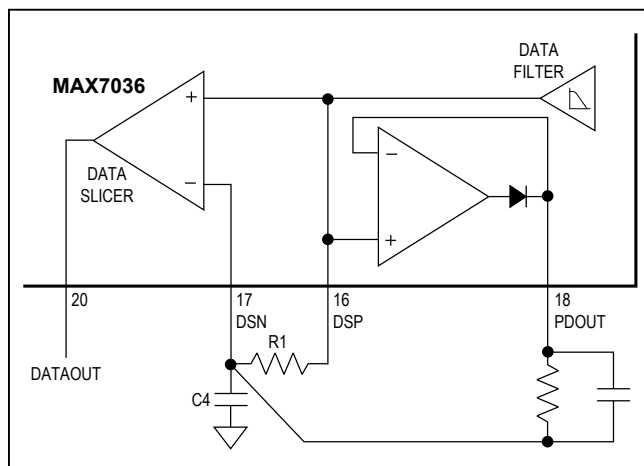 DATA
FILTER
MAX7036
+
−
DATA
SLICER
−
+
20
17
DSN
16
DSP
18
PDOUT
R1
DATAOUT
C4